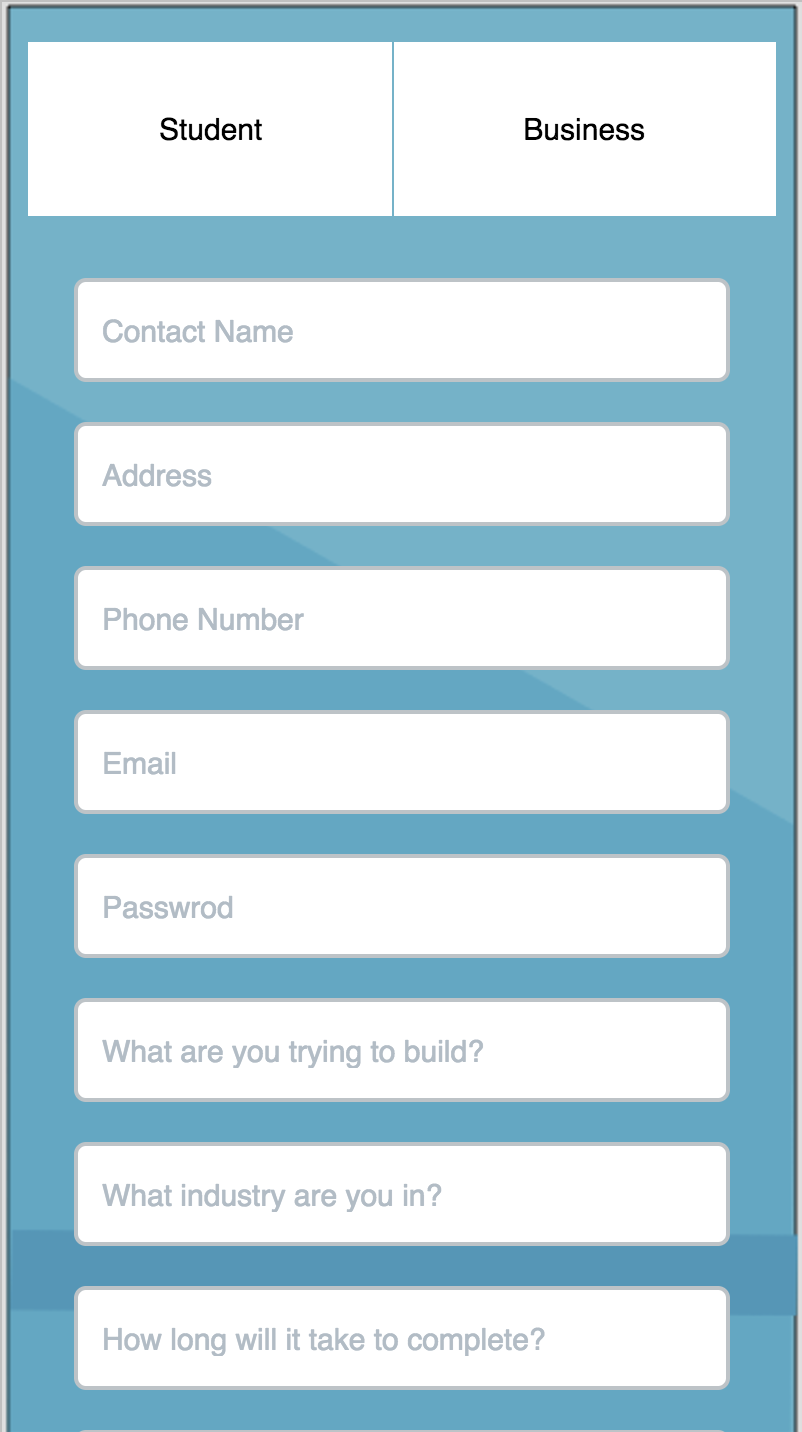 Student
Business
Contact Name
Address
Phone Number
Email
Passwrod
What are you trying to build?
What industry are you in?
How long will it take to complete?